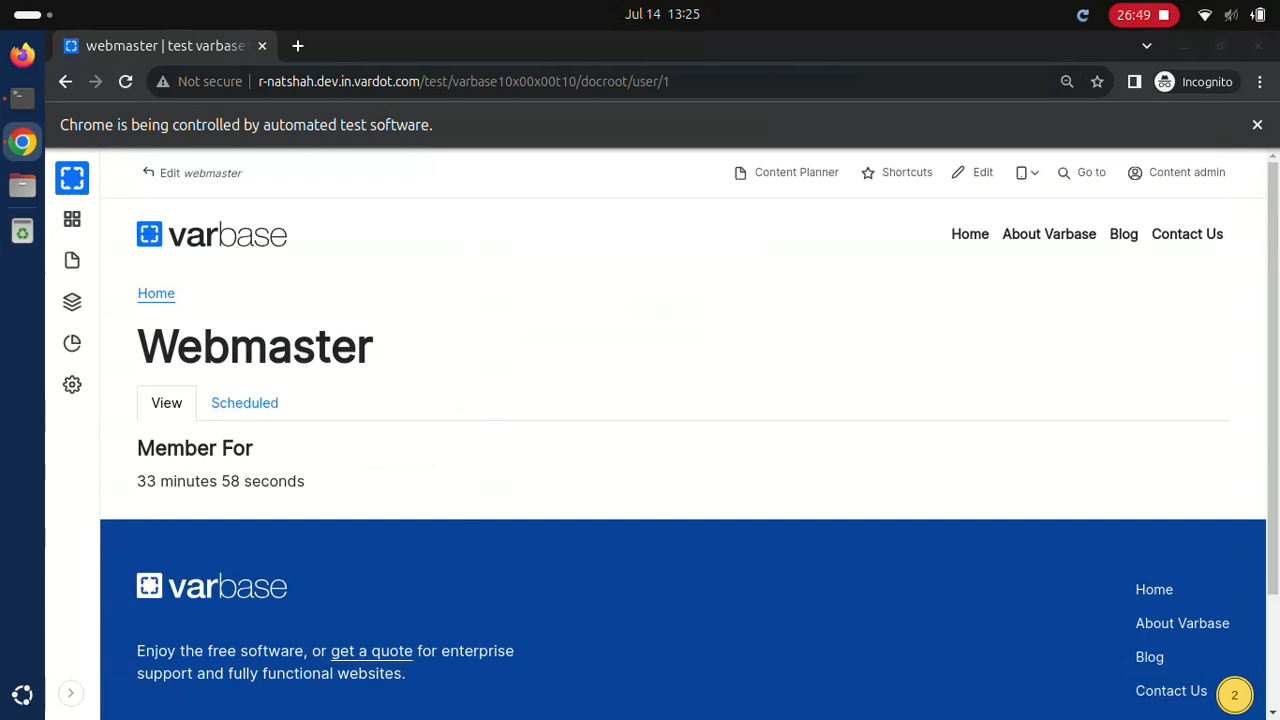 Jul 14 13:25
26:49
webmaster | test varbase
Not secure
r-natshah.dev.in.vardot.com/test/varbase10x00x00t10/docroot/user/1
Incognito
Chrome is being controlled by automated test software.
Edit webmaster
Content Planner
Shortcuts
Edit
Go to
Content admin
varbase
Home
About Varbase
Blog
Contact Us
Home
Webmaster
View
Scheduled
Member For
33 minutes 58 seconds
varbase
Enjoy the free software, or get a quote for enterprise
support and fully functional websites.
Home
About Varbase
Blog
Contact Us
2